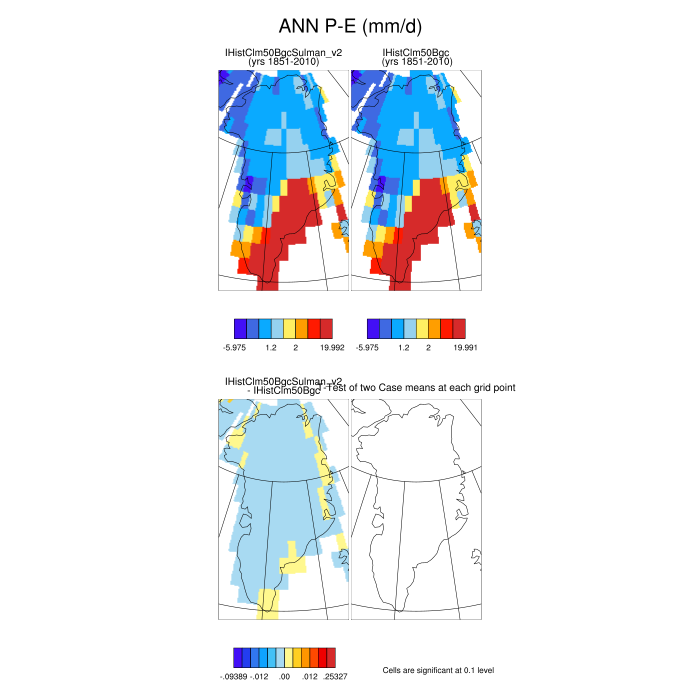 ANN P-E (mm/d)
IHistClm50BgcSulman_v2
(yrs 1851-2010)
IHistClm50Bgc
(yrs 1851-2010)
-5.975 1.2 2 19.992
-5.975 1.2 2 19.991
IHistClm50BgcSulman_v2
- IHistClm50Bgc
T-Test of two Case means at each grid point
-.09389 -.012 .00 .012 .25327
Cells are significant at 0.1 level